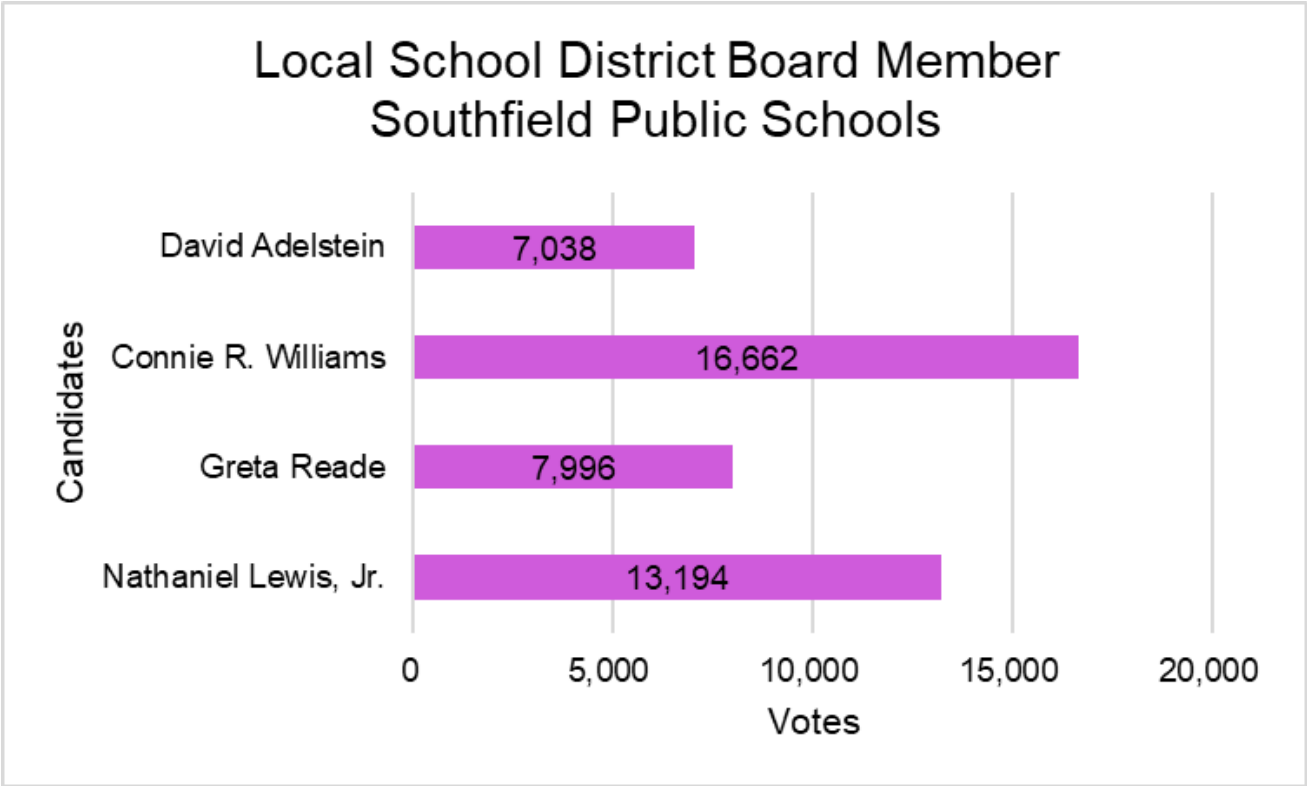 Local School District Board Member
Southfield Public Schools
Candidates
David Adelstein
7,038
Connie R. Williams
16,662
Greta Reade
7,996
Nathaniel Lewis, Jr.
13,194
0 5,000 10,000 15,000 20,000
Votes